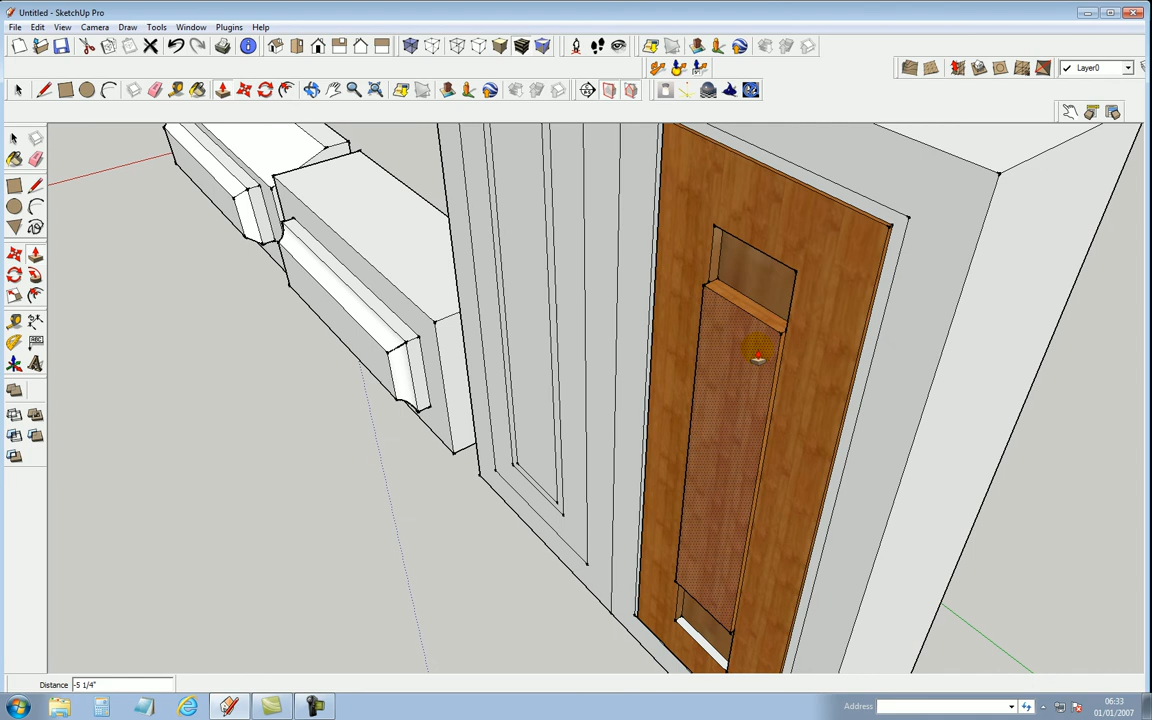 Untitled - SketchUp Pro
File Edit View Camera Draw Tools Window Plugins Help
Layer0
ABC
Distance -5 1/4"
Address
06:33
01/01/2007